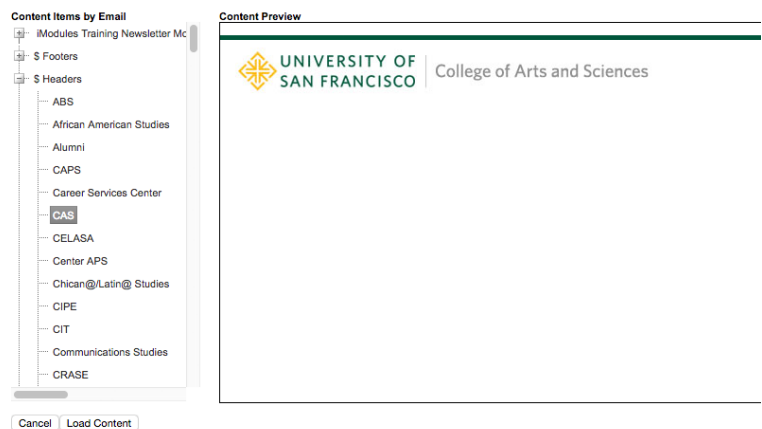 Content Items by Email
iModules Training Newsletter Mo
$ Footers
$ Headers
ABS
African American Studies
Alumni
CAPS
Career Services Center
CAS
CELASA
Center APS
Chican@/Latin@ Studies
CIPE
CIT
Communications Studies
CRASE
Cancel
Load Content
Content Preview
UNIVERSITY OF
SAN FRANCISCO
College of Arts and Sciences